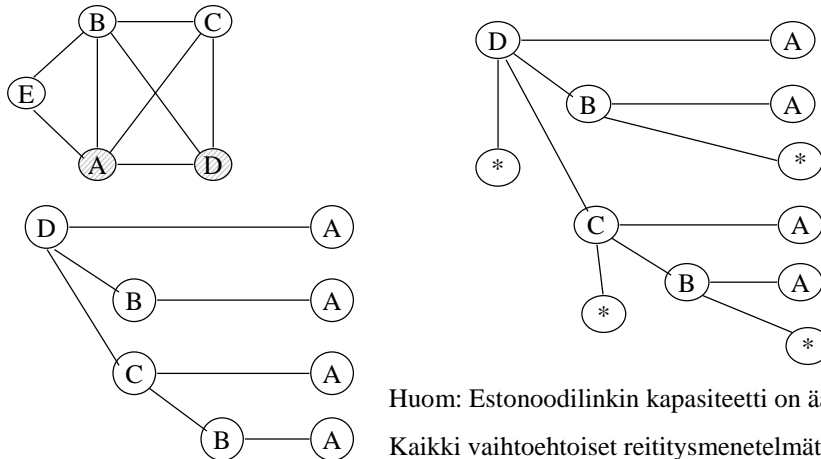 B C
D A
E
B A
A D
* *
D A
C A
B A
B A
* *
C A
Huom: Estonoodilinkin kapasiteetti on
Kaikki vaihtoehtoiset reititysmenetelmät
B A